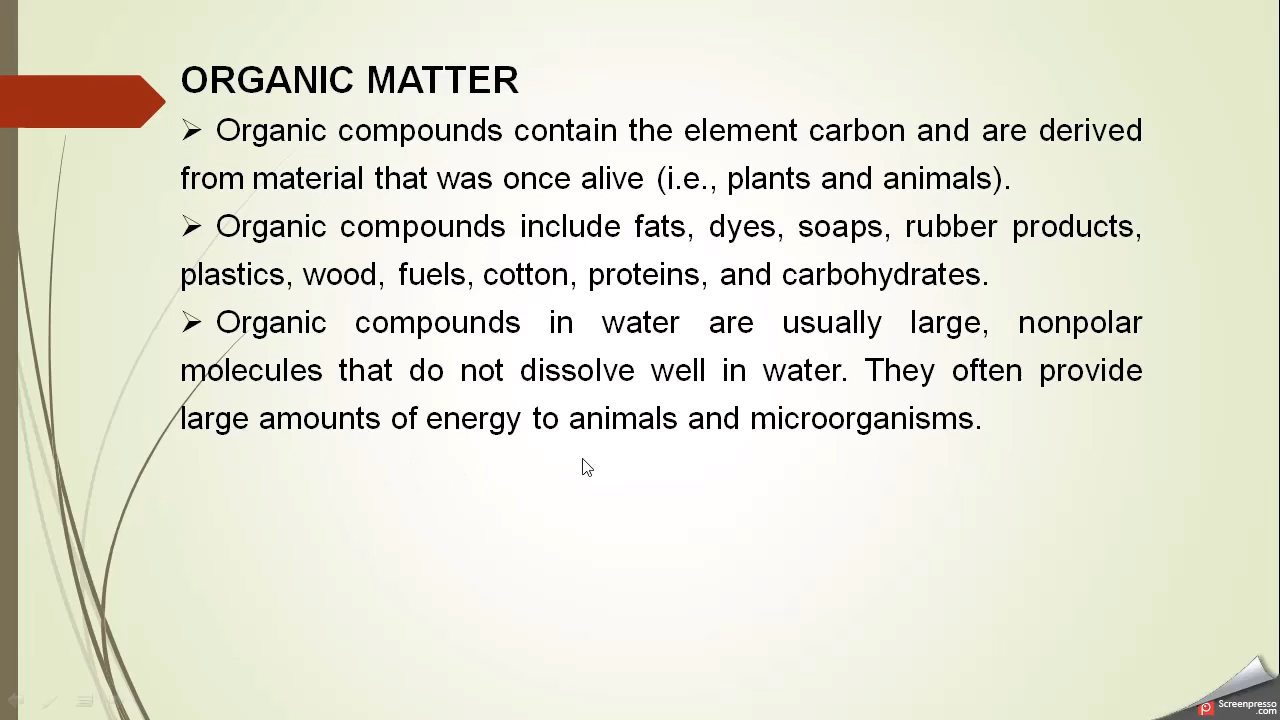 ORGANIC MATTER
➢ Organic compounds contain the element carbon and are derived
from material that was once alive (i.e., plants and animals).
➢ Organic compounds include fats, dyes, soaps, rubber products,
plastics, wood, fuels, cotton, proteins, and carbohydrates.
➢ Organic compounds in water are usually large, nonpolar
molecules that do not dissolve well in water. They often provide
large amounts of energy to animals and microorganisms.
Screenpresso
.com